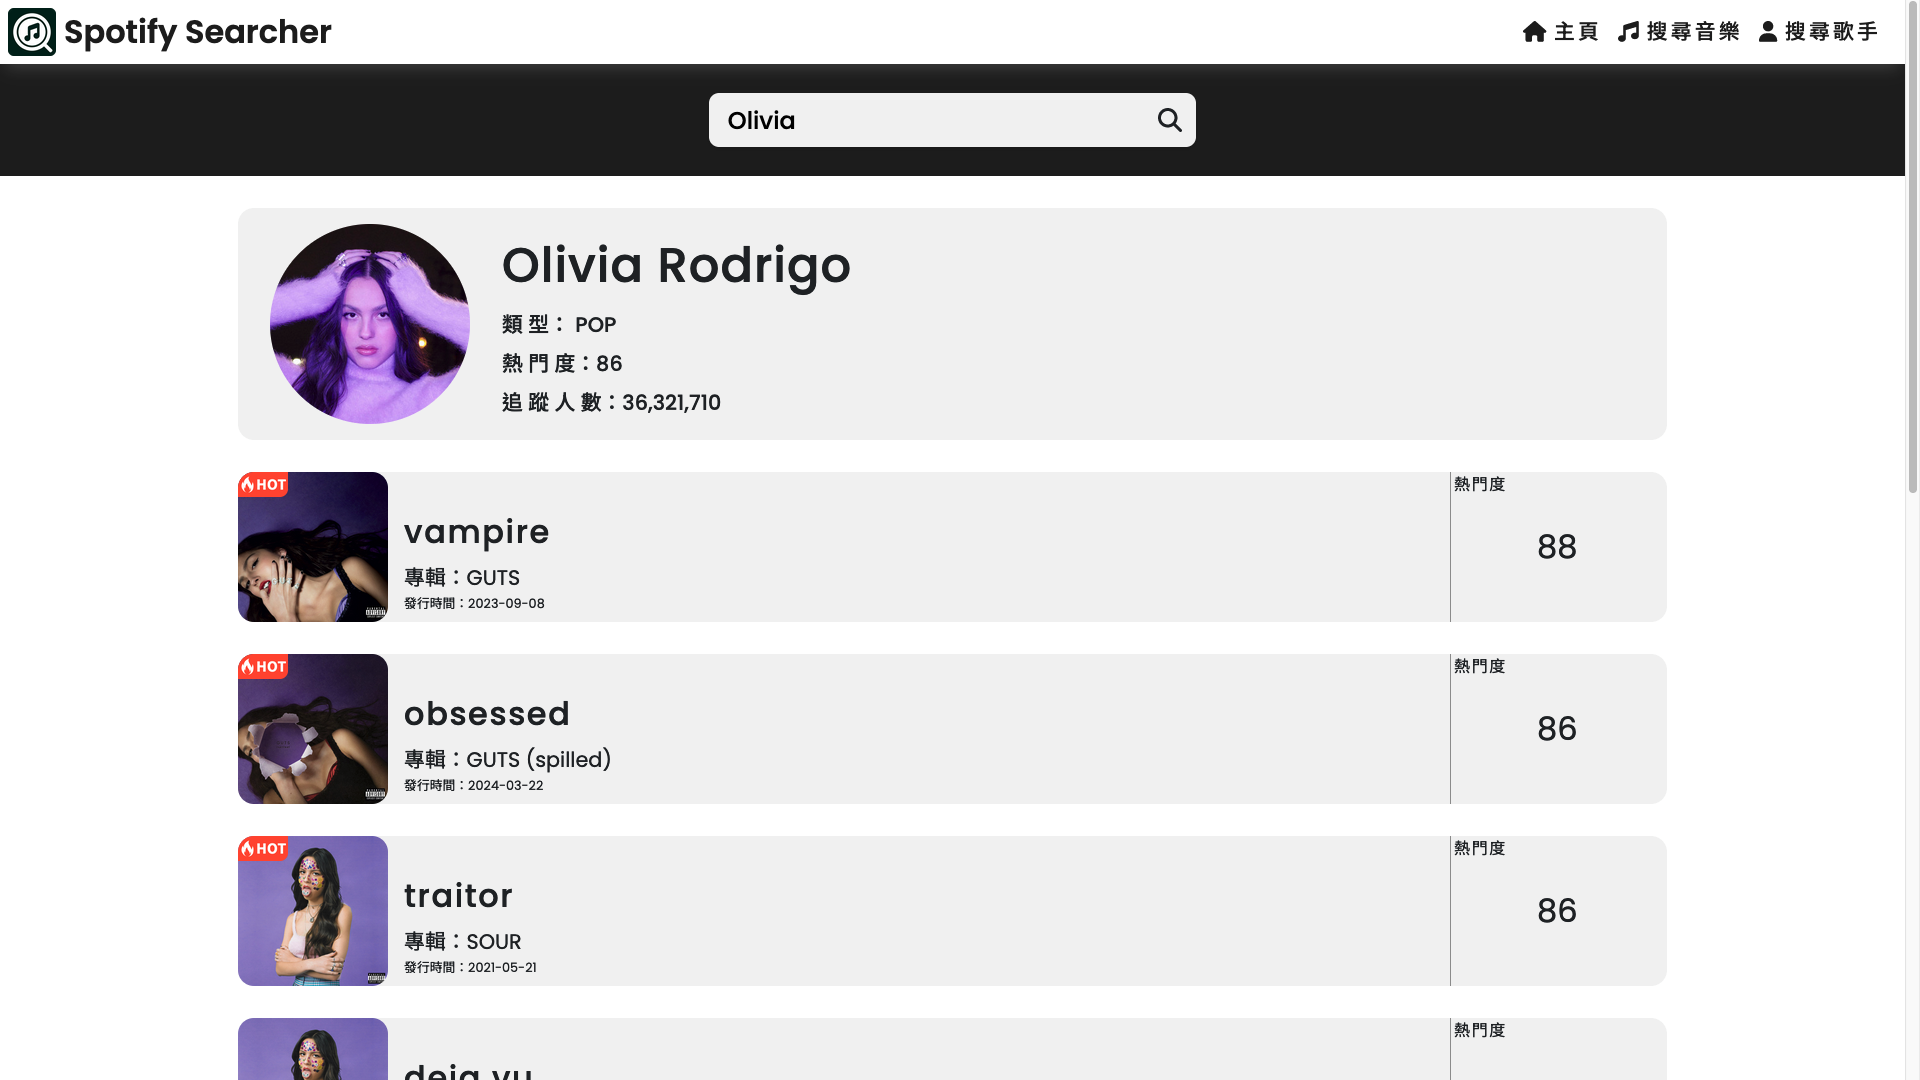 Spotify Searcher
主頁 搜尋音樂 搜尋歌手
Olivia
Olivia Rodrigo
類型： POP
熱門度：86
追蹤人數：36,321,710
HOT
vampire
專輯：GUTS
發行時間：2023-09-08
熱門度
88
HOT
obsessed
專輯：GUTS (spilled)
發行時間：2024-03-22
熱門度
86
HOT
traitor
專輯：SOUR
發行時間：2021-05-21
熱門度
86
deja vu
熱門度